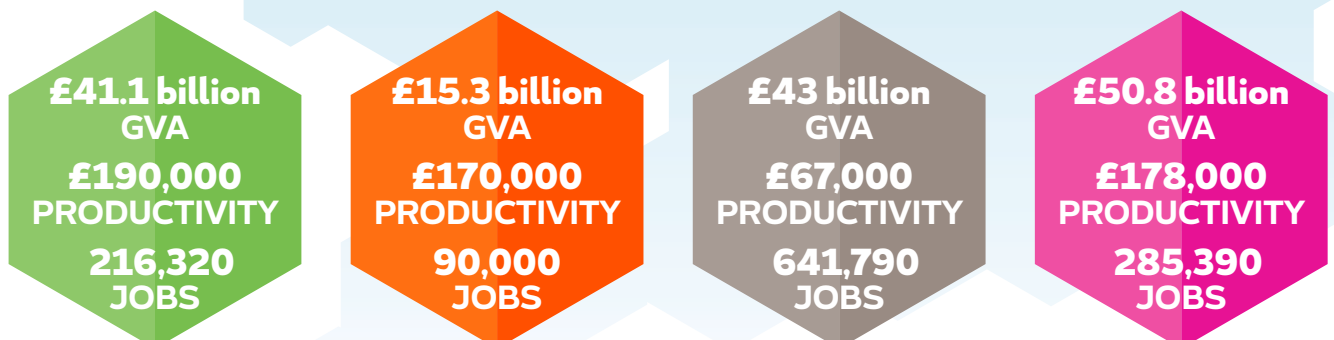 £41.1 billion
GVA
£190,000
PRODUCTIVITY
216,320
JOBS
£15.3 billion
GVA
£170,000
PRODUCTIVITY
90,000
JOBS
£43 billion
GVA
£67,000
PRODUCTIVITY
641,790
JOBS
£50.8 billion
GVA
£178,000
PRODUCTIVITY
285,390
JOBS